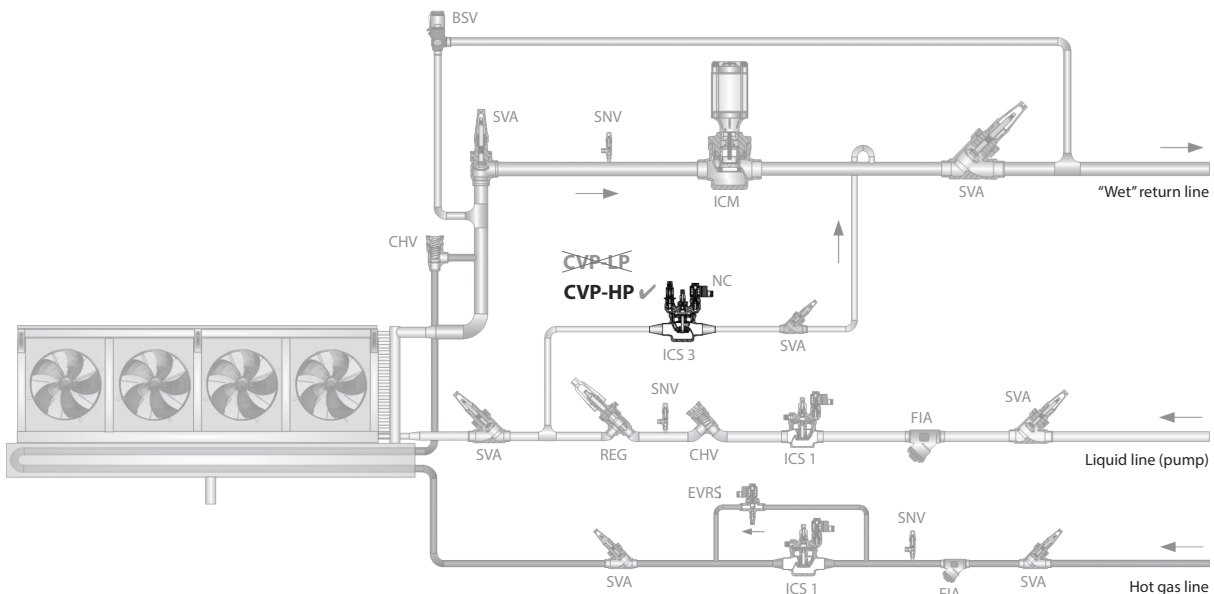 BSV
SVA
SNV
ICM
SVA
“Wet” return line
CHV
CVP-LP
CVP-HP ✔
NC
ICS 3
SVA
SVA
REG
SNV
CHV
ICS 1
FIA
SVA
Liquid line (pump)
EVRS
SNV
SVA
ICS 1
FIA
SVA
Hot gas line